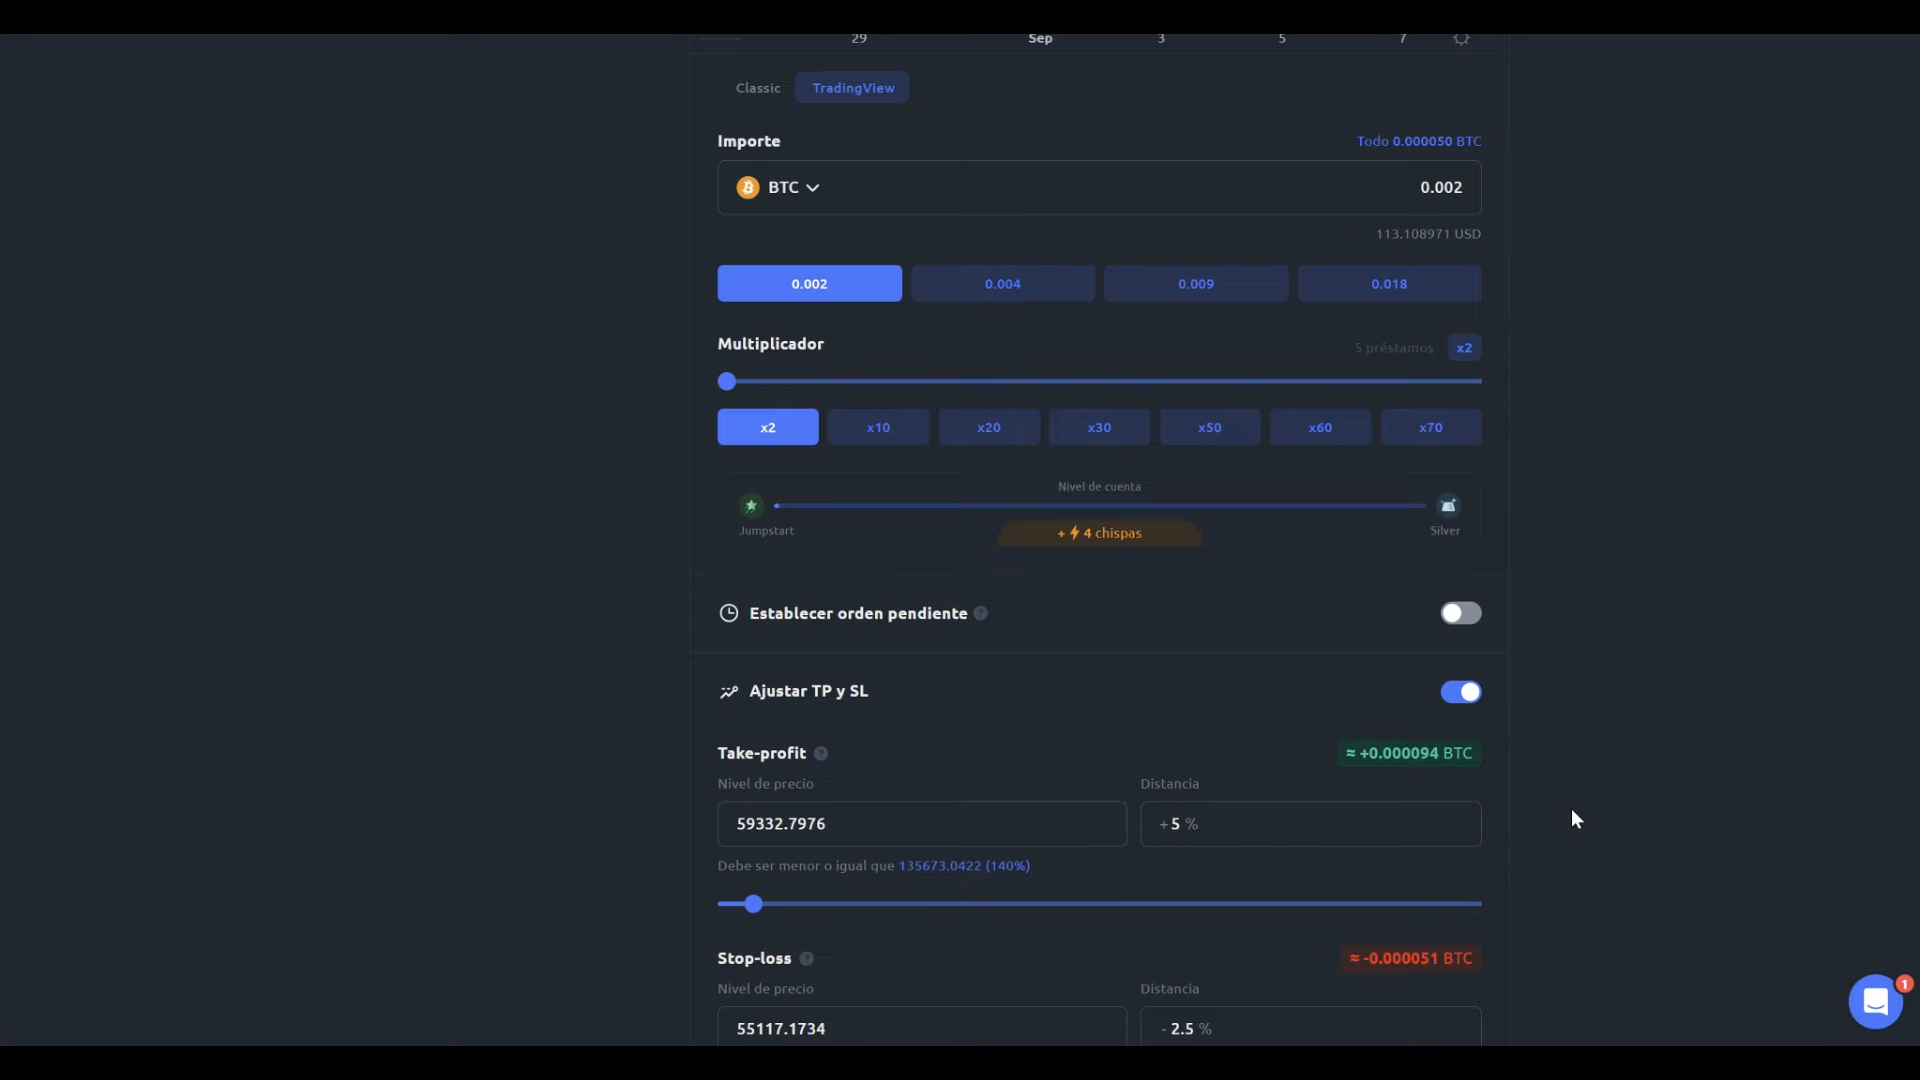 29 Sep 3 5 7
Classic TradingView
Importe Todo 0.000050 BTC
BTC 0.002
113.108971 USD
0.002 0.004 0.009 0.018
Multiplicador 5 préstamos x2
x2 x10 x20 x30 x50 x60 x70
Nivel de cuenta
Jumpstart + 4 chispas Silver
Establecer orden pendiente ?
Ajustar TP y SL
Take-profit ? ≈ +0.000094 BTC
Nivel de precio Distancia
59332.7976 + 5 %
Debe ser menor o igual que 135673.0422 (140%)
Stop-loss ? ≈ -0.000051 BTC
Nivel de precio Distancia
55117.1734 - 2.5 %
1